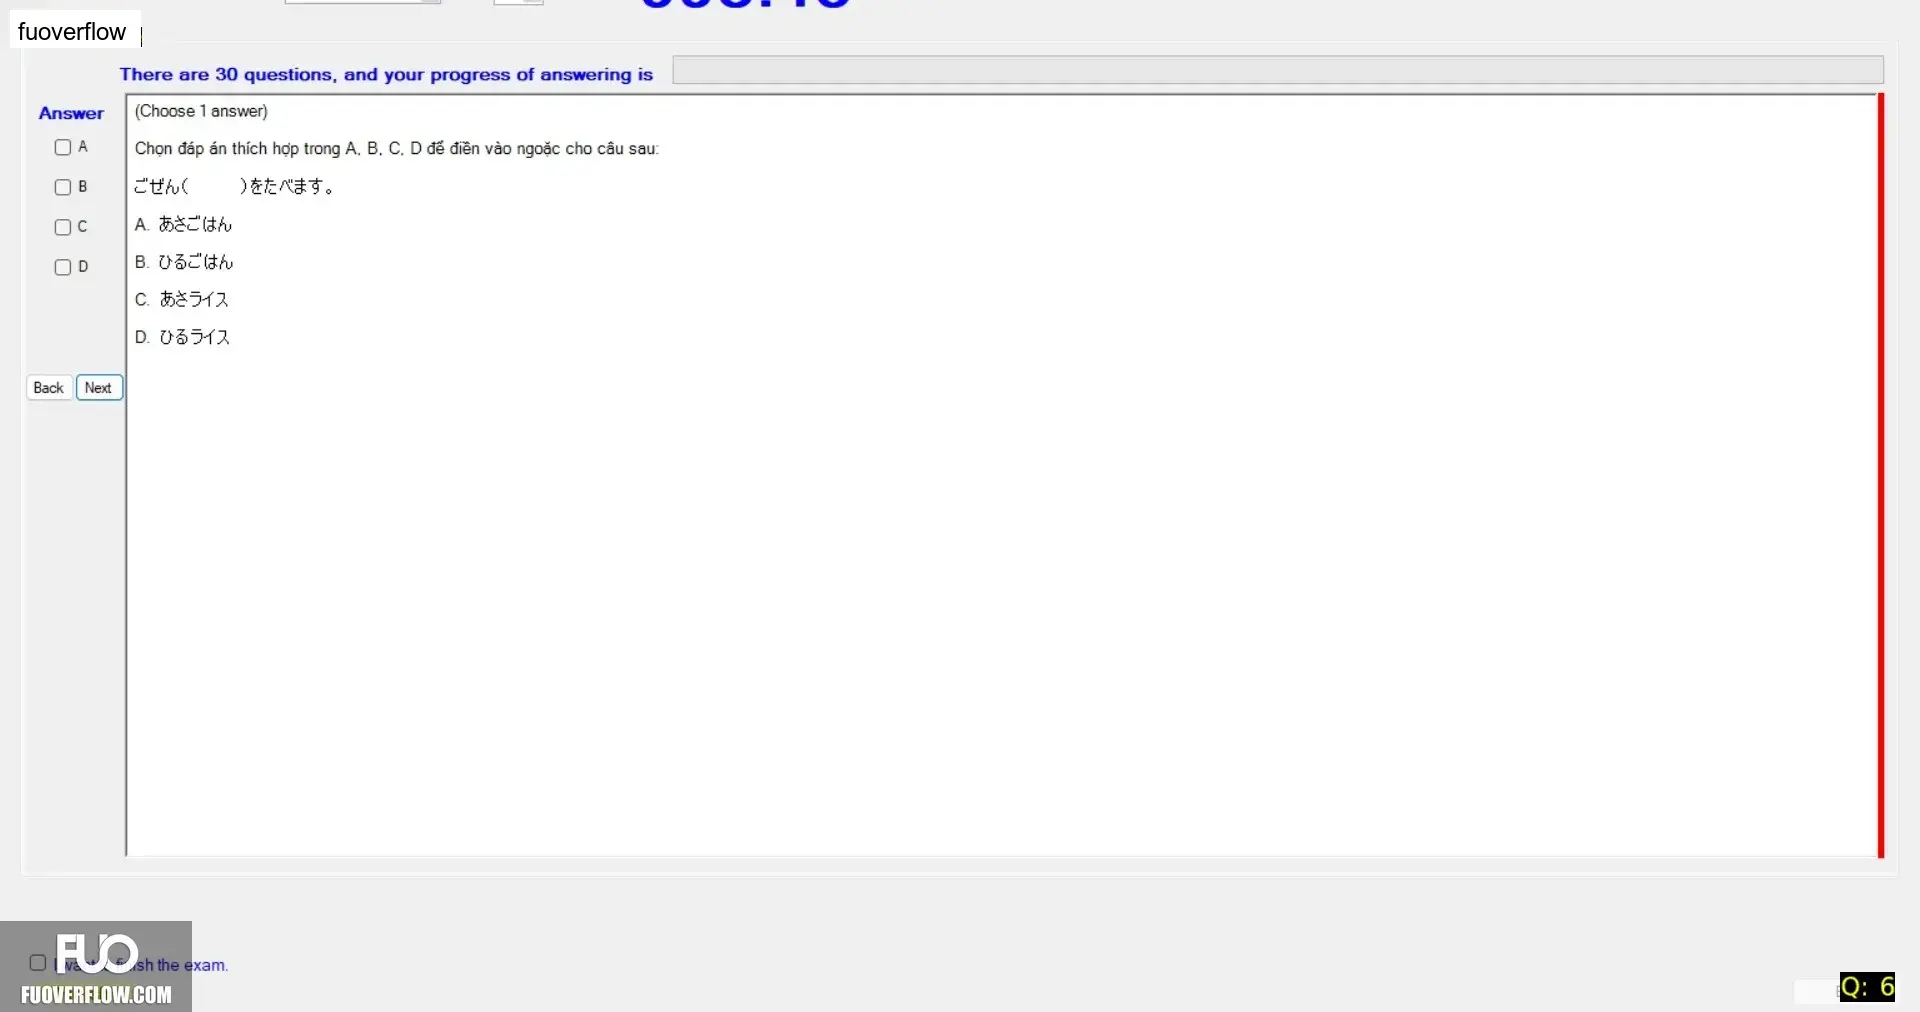 fuoverflow
There are 30 questions, and your progress of answering is
Answer
(Choose 1 answer)
A
Chọn đáp án thích hợp trong A, B, C, D để điền vào ngoặc cho câu sau:
B
ごぜん(　　　)をたべます。
C
A. あさごはん
D
B. ひるごはん
C. あさライス
D. ひるライス
Back Next
FUO
finish the exam.
FUOVERFLOW.COM
Q: 6